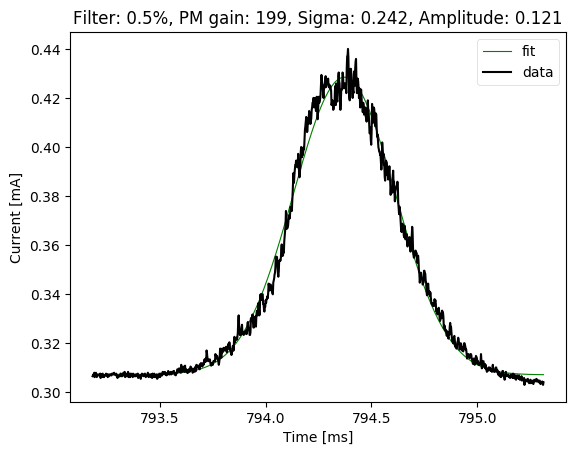 Filter: 0.5%, PM gain: 199, Sigma: 0.242, Amplitude: 0.121
fit
data
Current [mA]
0.44
0.42
0.40
0.38
0.36
0.34
0.32
0.30
793.5 794.0 794.5 795.0
Time [ms]